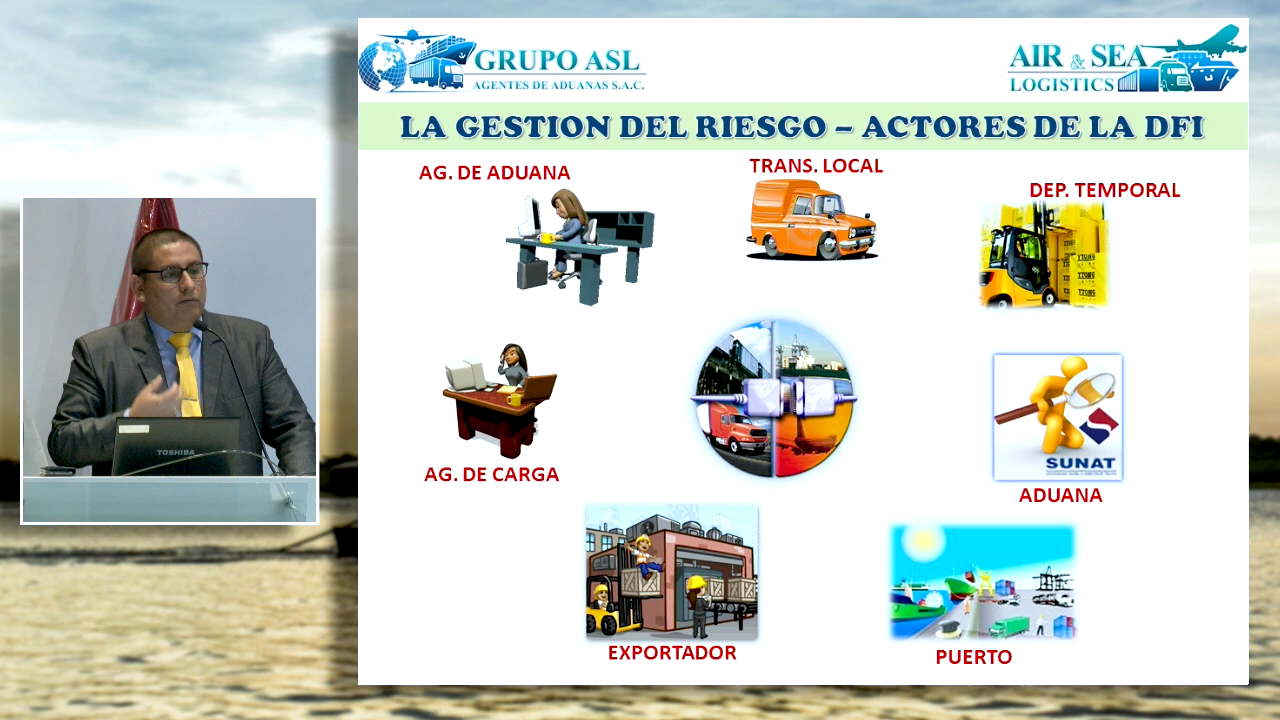 GRUPO ASL
AGENTES DE ADUANAS S.A.C.
AIR & SEA
LOGISTICS
LA GESTION DEL RIESGO – ACTORES DE LA DFI
AG. DE ADUANA
TRANS. LOCAL
DEP. TEMPORAL
YTONG
AG. DE CARGA
SUNAT
ADUANA
EXPORTADOR
PUERTO
TOSHIBA